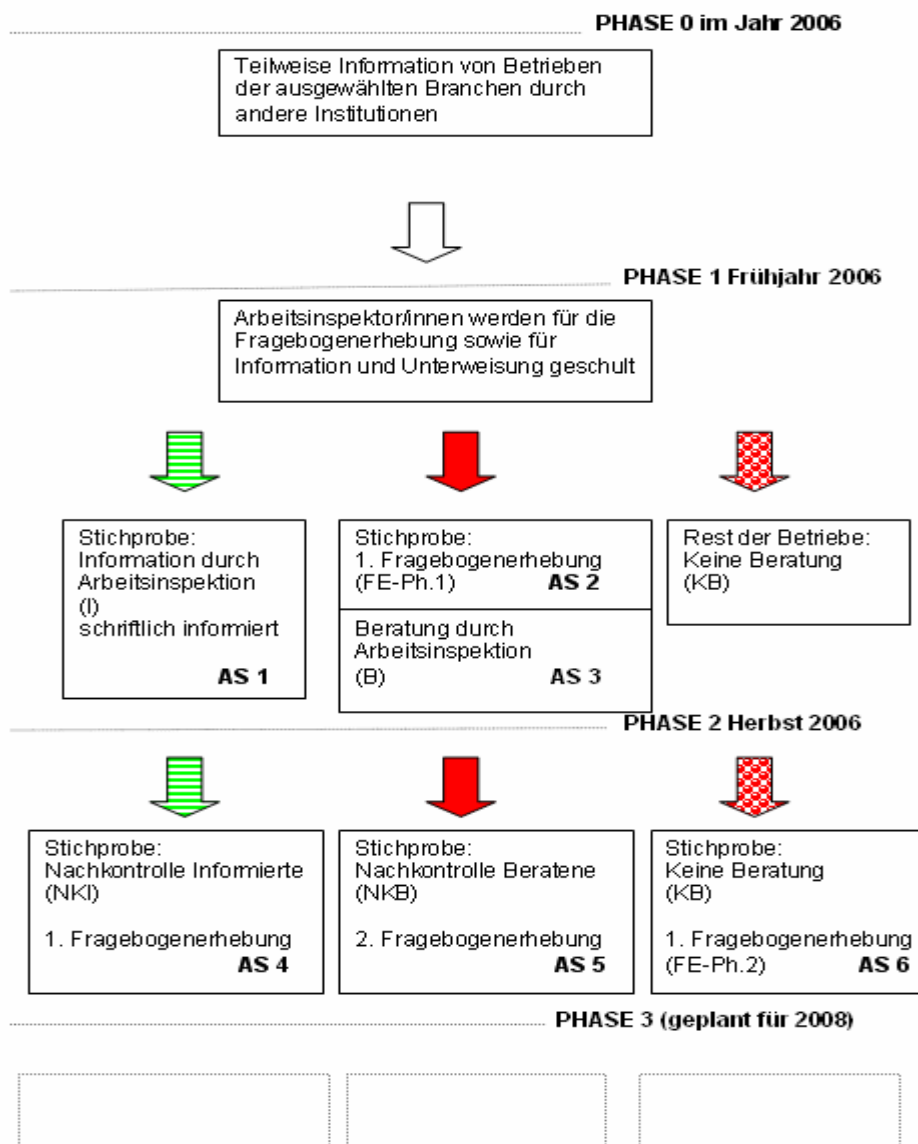 PHASE 0 im Jahr 2006
Teilweise Information von Betrieben
der ausgewählten Branchen durch
andere Institutionen
PHASE 1 Frühjahr 2006
Arbeitsinspektor/innen werden für die
Fragebogenerhebung sowie für
Information und Unterweisung geschult
Stichprobe:
Information durch
Arbeitsinspektion
(I)
schriftlich informiert
AS 1
Stichprobe:
1. Fragebogenerhebung
(FE-Ph.1) AS 2
Beratung durch
Arbeitsinspektion
(B) AS 3
Rest der Betriebe:
Keine Beratung
(KB)
PHASE 2 Herbst 2006
Stichprobe:
Nachkontrolle Informierte
(NKI)
1. Fragebogenerhebung
AS 4
Stichprobe:
Nachkontrolle Beratene
(NKB)
2. Fragebogenerhebung
AS 5
Stichprobe:
Keine Beratung
(KB)
1. Fragebogenerhebung
(FE-Ph.2) AS 6
PHASE 3 (geplant für 2008)